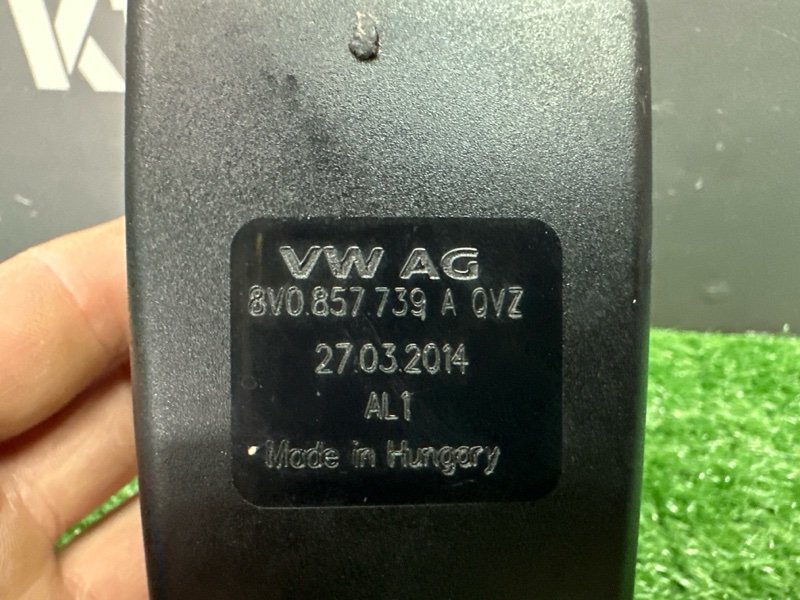 VW AG
8V0.857.739 A QVZ
27.03.2014
AL1
Made in Hungary